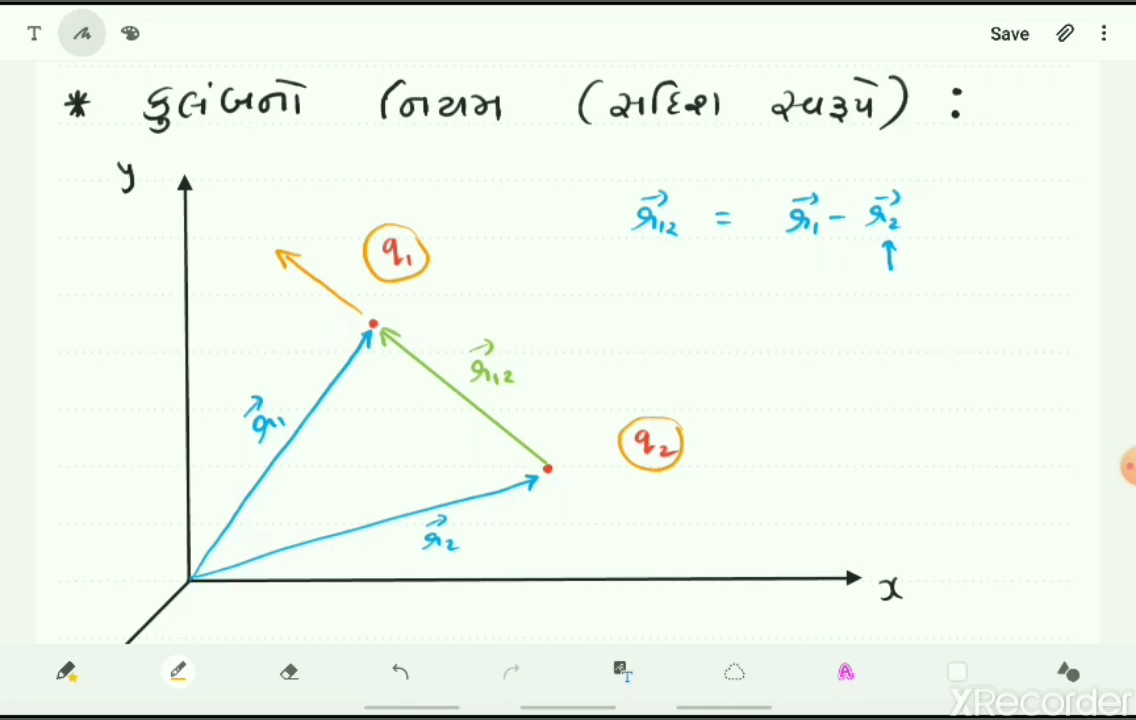 T Save
* કુલંબનો નિયમ (સદિશ સ્વરૂપે) :
y
r⃗₁₂ = r⃗₁ - r⃗₂
↑
q₁
r⃗₁₂
r⃗₁
q₂
r⃗₂
x
T
A
XRecorder